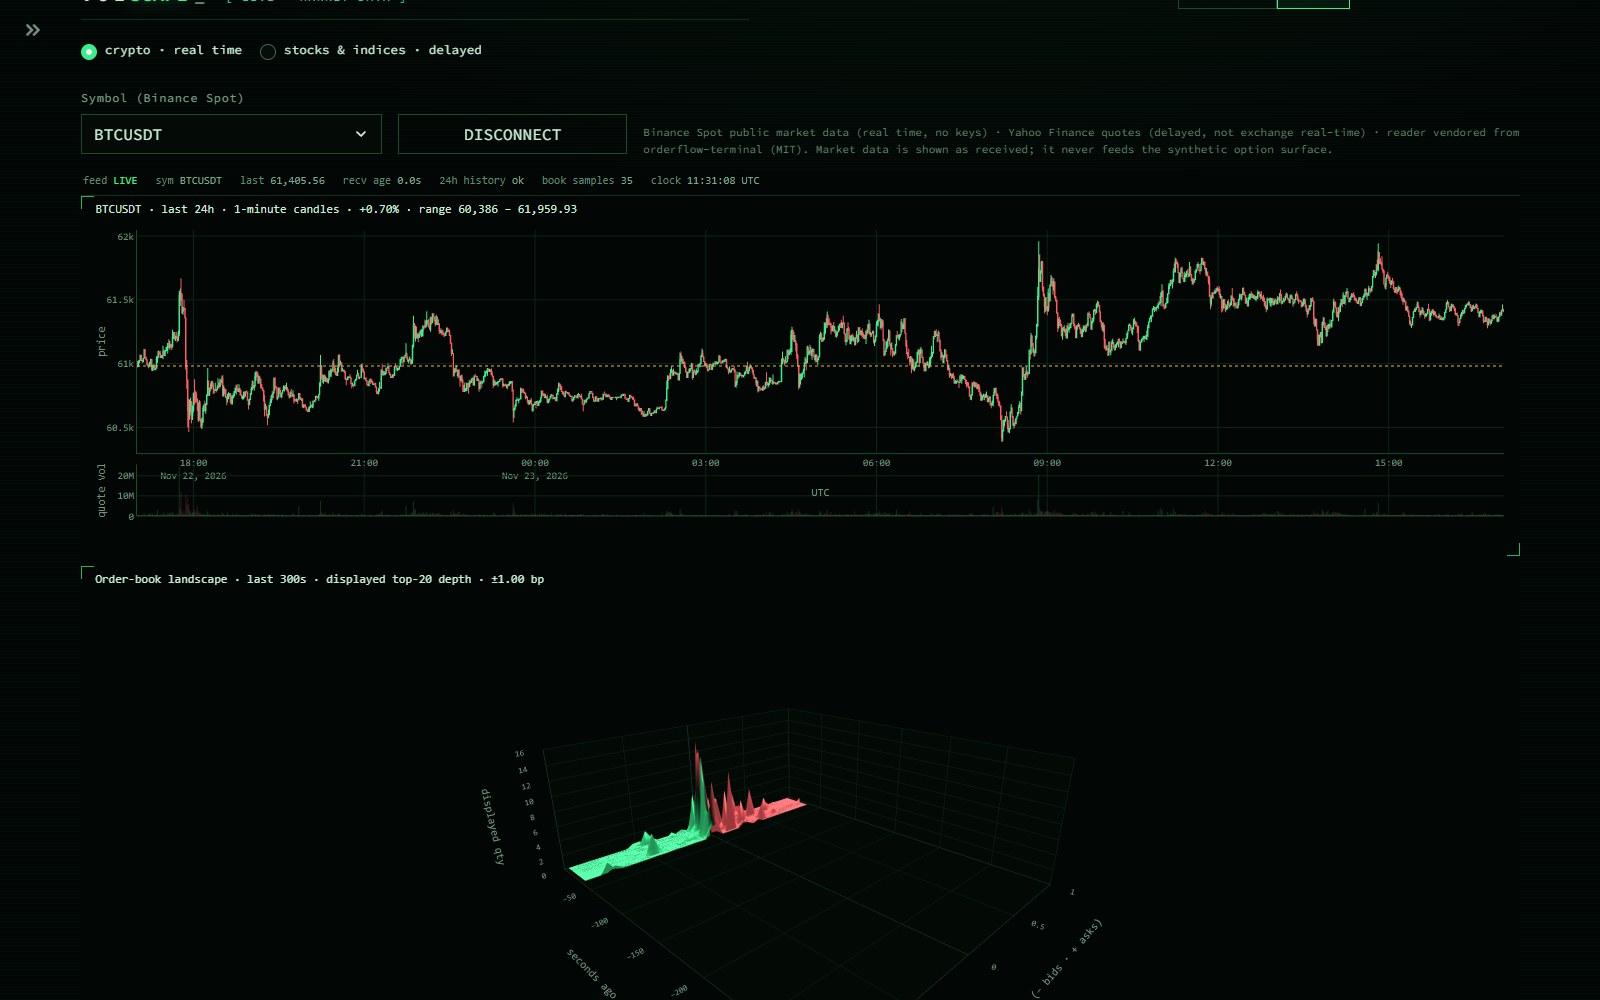 crypto · real time
stocks & indices · delayed
Symbol (Binance Spot)
BTCUSDT
DISCONNECT
Binance Spot public market data (real time, no keys) · Yahoo Finance quotes (delayed, not exchange real-time) · reader vendored from
orderflow-terminal (MIT). Market data is shown as received; it never feeds the synthetic option surface.
feed LIVE sym BTCUSDT last 61,405.56 recv age 0.0s 24h history ok book samples 35 clock 11:31:08 UTC
BTCUSDT · last 24h · 1-minute candles · +0.70% · range 60,386 – 61,959.93
62k
61.5k
61k
60.5k
price
18:00 21:00 00:00 03:00 06:00 09:00 12:00 15:00
Nov 22, 2026 Nov 23, 2026
UTC
20M
10M
0
quote vol
Order-book landscape · last 300s · displayed top-20 depth · ±1.00 bp
16
14
12
10
8
6
4
2
0
displayed qty
-50
-100
-150
-200
seconds ago
1
0.5
0
(- bids · + asks)